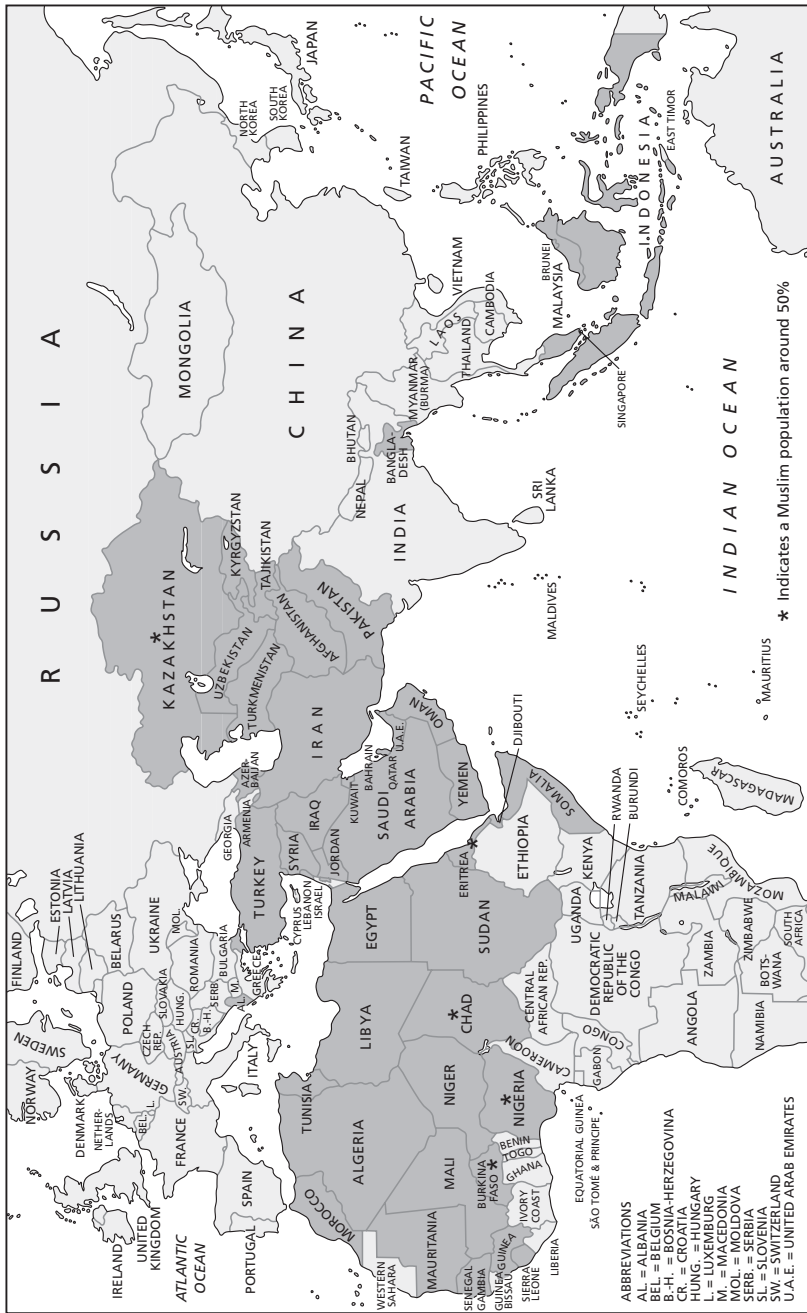 RUSSIA
FINLAND
ESTONIA
LATVIA
LITHUANIA
SWEDEN
NORWAY
DENMARK
NETHER-
LANDS
IRELAND
UNITED
KINGDOM
ATLANTIC
OCEAN
BELARUS
POLAND
GERMANY
BEL.
L.
CZECH
REP.
SLOVAKIA
UKRAINE
MOL.
AUSTRIA
HUNG.
ROMANIA
SW.
SL.
CR.
B.-H.
SERB.
BULGARIA
AL.
M.
GREECE
ITALY
FRANCE
SPAIN
PORTUGAL
GEORGIA
ARMENIA
AZER-
BAIJAN
TURKEY
CYPRUS
LEBANON
ISRAEL
SYRIA
IRAQ
JORDAN
IRAN
KUWAIT
BAHRAIN
QATAR
U.A.E.
SAUDI
ARABIA
OMAN
YEMEN
KAZAKHSTAN
*
UZBEKISTAN
TURKMENISTAN
KYRGYZSTAN
TAJIKISTAN
AFGHANISTAN
PAKISTAN
MONGOLIA
CHINA
NORTH
KOREA
SOUTH
KOREA
JAPAN
TAIWAN
PACIFIC
OCEAN
PHILIPPINES
NEPAL
BHUTAN
BANGLA-
DESH
INDIA
SRI
LANKA
MALDIVES
MYANMAR
(BURMA)
LAOS
THAILAND
VIETNAM
CAMBODIA
BRUNEI
MALAYSIA
SINGAPORE
INDONESIA
EAST TIMOR
AUSTRALIA
INDIAN OCEAN
MOROCCO
WESTERN
SAHARA
ALGERIA
TUNISIA
LIBYA
EGYPT
MAURITANIA
MALI
NIGER
CHAD
*
SUDAN
ERITREA
*
DJIBOUTI
ETHIOPIA
SOMALIA
SENEGAL
GAMBIA
GUINEA
BISSAU
GUINEA
SIERRA
LEONE
LIBERIA
IVORY
COAST
BURKINA
FASO
*
GHANA
TOGO
BENIN
NIGERIA
*
CAMEROON
CENTRAL
AFRICAN REP.
EQUATORIAL GUINEA
SÃO TOMÉ & PRINCIPE
GABON
CONGO
DEMOCRATIC
REPUBLIC
OF THE
CONGO
UGANDA
KENYA
RWANDA
BURUNDI
TANZANIA
ANGOLA
ZAMBIA
MALAWI
MOZAMBIQUE
ZIMBABWE
BOTS-
WANA
NAMIBIA
SOUTH
AFRICA
SEYCHELLES
COMOROS
MADAGASCAR
MAURITIUS
ABBREVIATIONS
AL. = ALBANIA
BEL. = BELGIUM
B.-H. = BOSNIA-HERZEGOVINA
CR. = CROATIA
HUNG. = HUNGARY
L. = LUXEMBURG
M. = MACEDONIA
MOL. = MOLDOVA
SERB. = SERBIA
SL. = SLOVENIA
SW. = SWITZERLAND
U.A.E. = UNITED ARAB EMIRATES
* Indicates a Muslim population around 50%